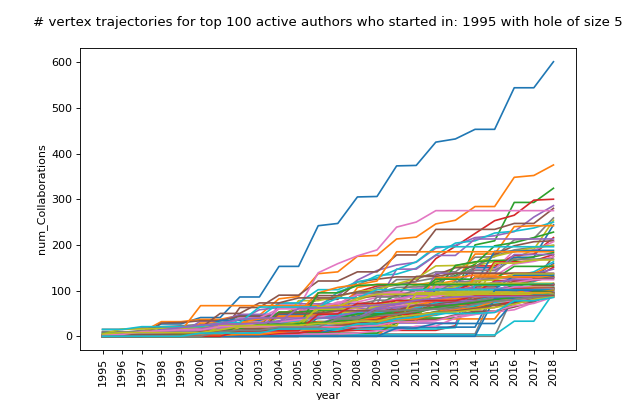 # vertex trajectories for top 100 active authors who started in: 1995 with hole of size 5
600
500
400
300
200
100
0
num_Collaborations
1995 1996 1997 1998 1999 2000 2001 2002 2003 2004 2005 2006 2007 2008 2009 2010 2011 2012 2013 2014 2015 2016 2017 2018
year